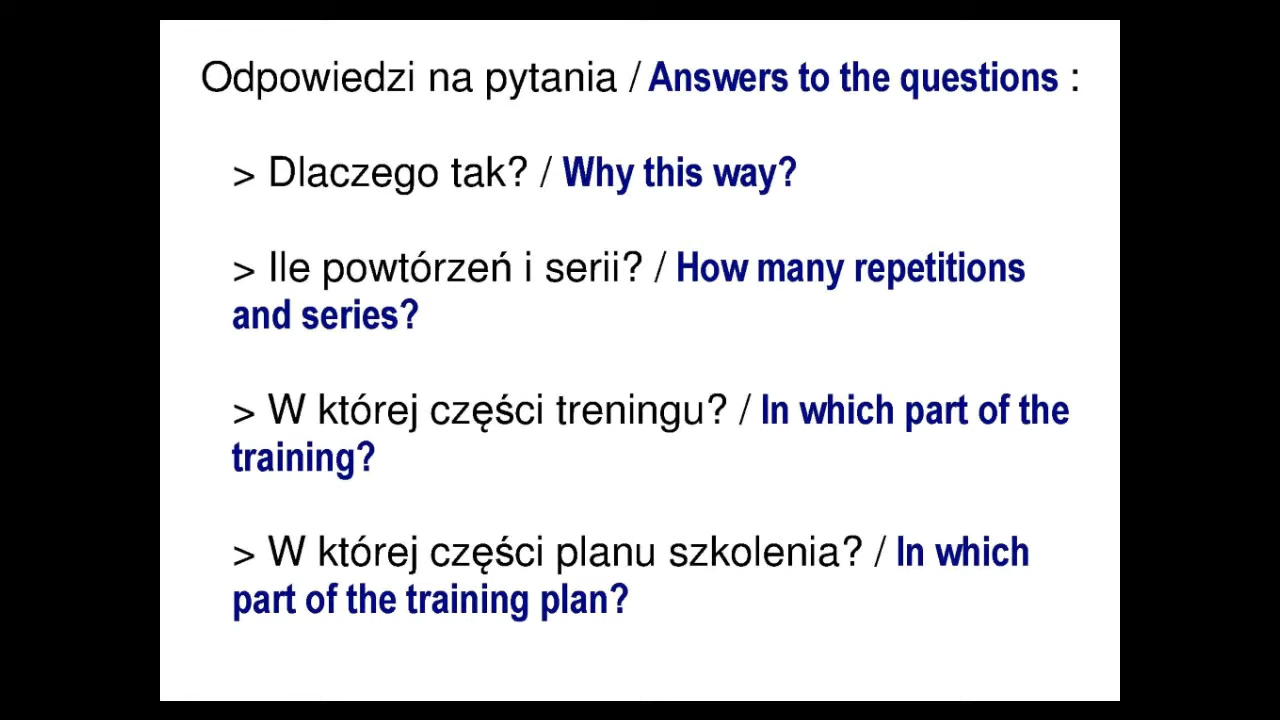 Odpowiedzi na pytania / Answers to the questions :
> Dlaczego tak? / Why this way?
> Ile powtórzeń i serii? / How many repetitions
and series?
> W której części treningu? / In which part of the
training?
> W której części planu szkolenia? / In which
part of the training plan?